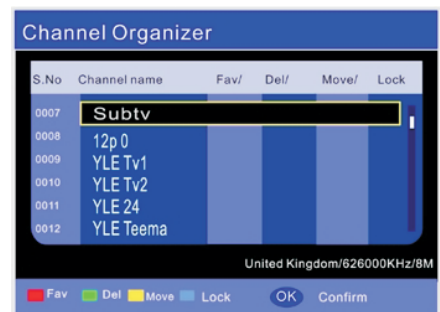 Channel Organizer
S.No Channel name Fav/ Del/ Move/ Lock
0007 Subtv
0008 12p 0
0009 YLE Tv1
0010 YLE Tv2
0011 YLE 24
0012 YLE Teema
United Kingdom/626000KHz/8M
Fav Del Move Lock OK Confirm